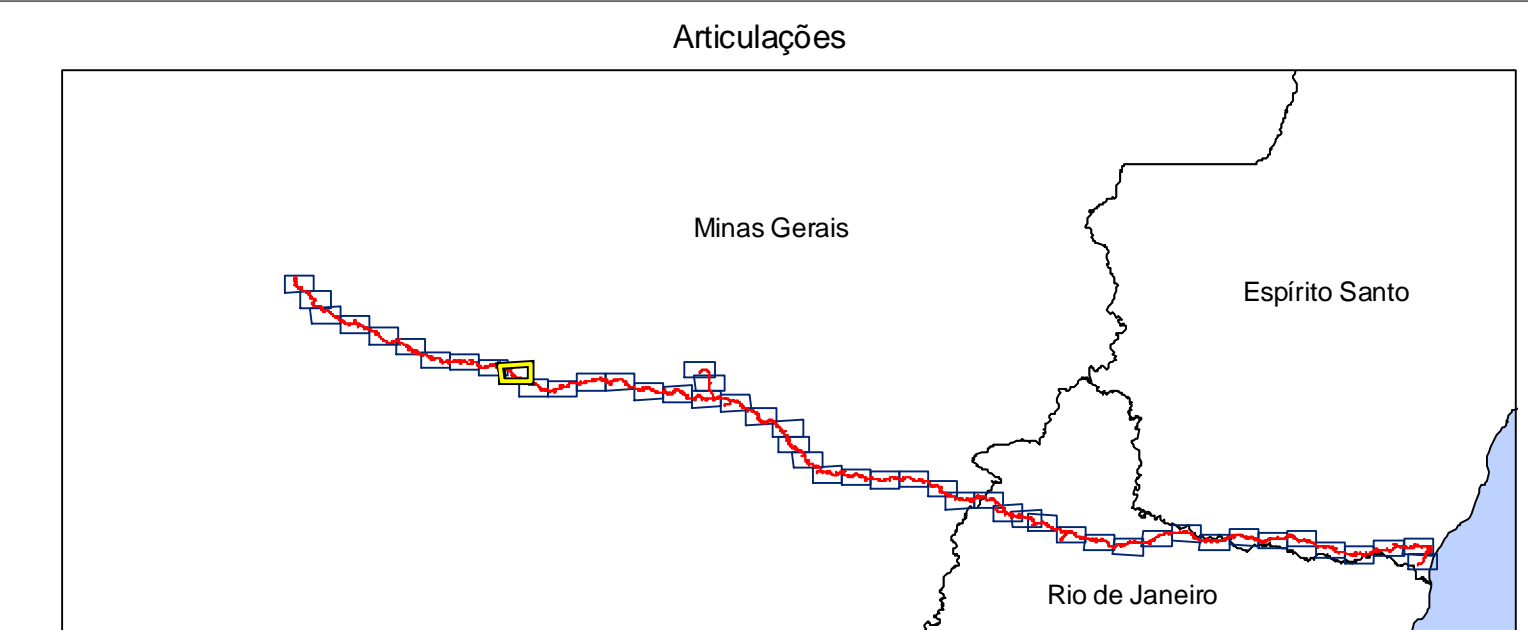 Articulações
Minas Gerais
Espírito Santo
Rio de Janeiro